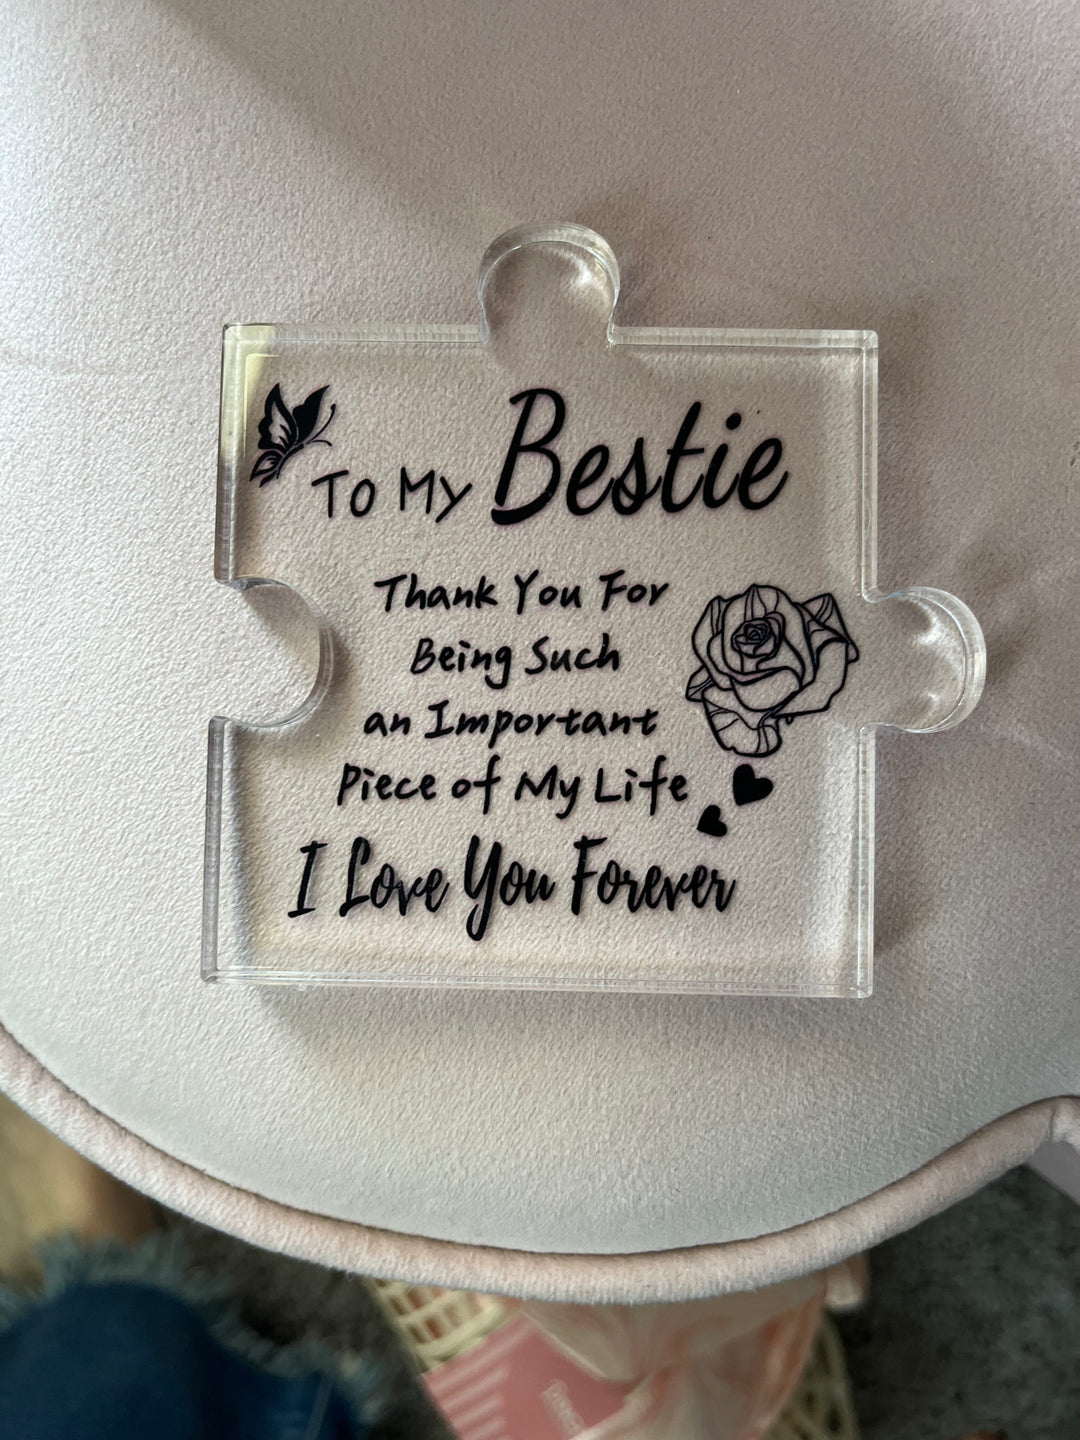 To My Bestie
Thank You For
Being Such
an Important
Piece of My Life
I Love You Forever